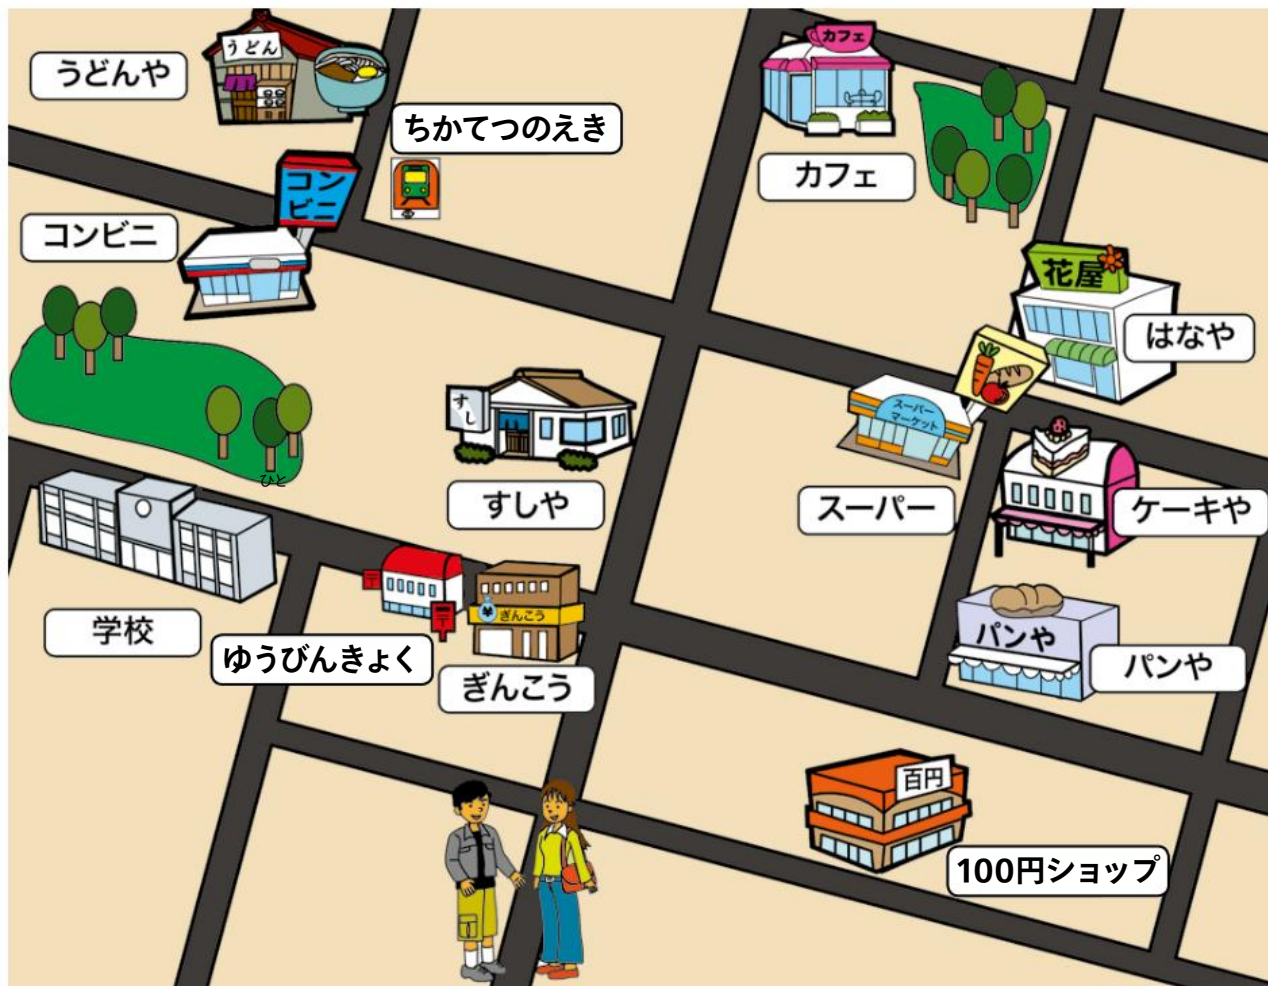 うどん
うどんや
ちかてつのえき
カフェ
カフェ
コン
ビニ
コンビニ
花屋
はなや
すし
すしや
スーパー
マーケット
スーパー
ケーキや
ひと
学校
〒
〒
ゆうびんきょく
¥
ぎんこう
ぎんこう
パンや
パンや
百円
100円ショップ